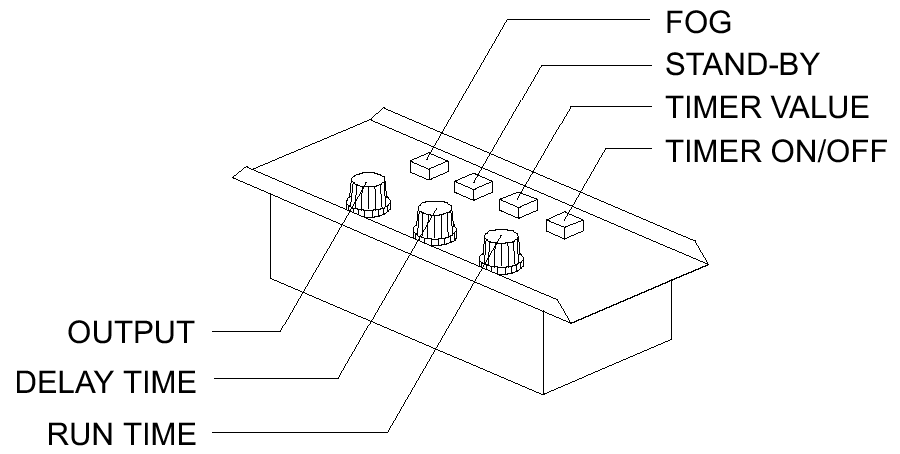 FOG
STAND-BY
TIMER VALUE
TIMER ON/OFF
OUTPUT
DELAY TIME
RUN TIME